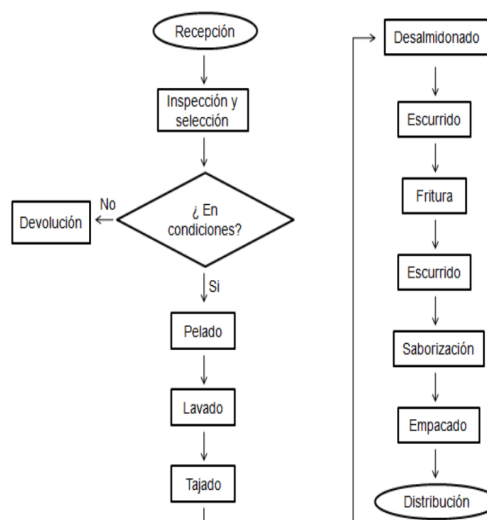 Recepción
Inspección y
selección
¿ En
condiciones?
No
Devolución
Si
Pelado
Lavado
Tajado
Desalmidonado
Escurrido
Fritura
Escurrido
Saborización
Empacado
Distribución